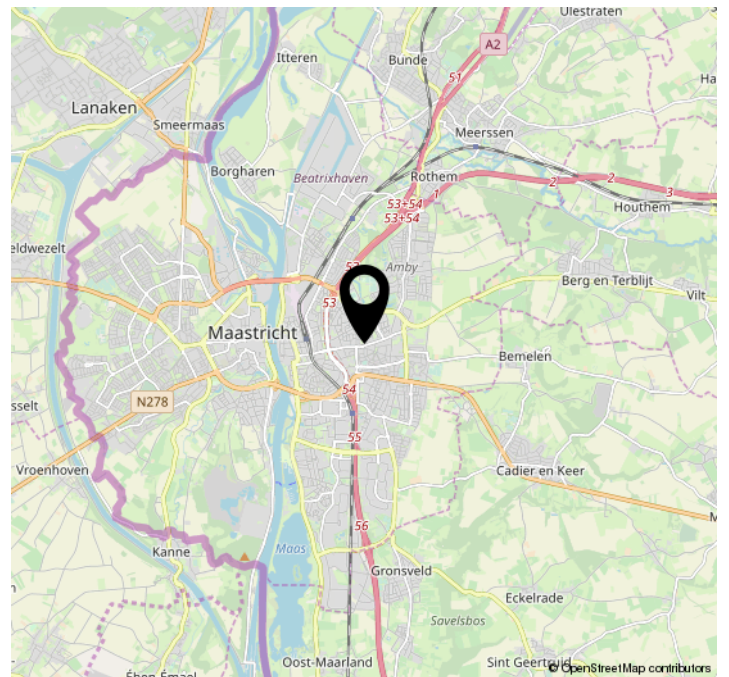 Ulestraten
A2
Itteren
Bunde
51
Ha
Lanaken
Smeermaas
Meerssen
Borgharen
Beatrixhaven
Rothem
1
2
2
3
53+54
53+54
Houthem
eldwezelt
53
Amby
Berg en Terblijt
Vilt
53
Maastricht
Bemelen
54
N278
sselt
55
Vroenhoven
Cadier en Keer
M
56
Maas
Kanne
Gronsveld
Eckelrade
Savelsbos
Oost-Maarland
© OpenStreetMap contributors